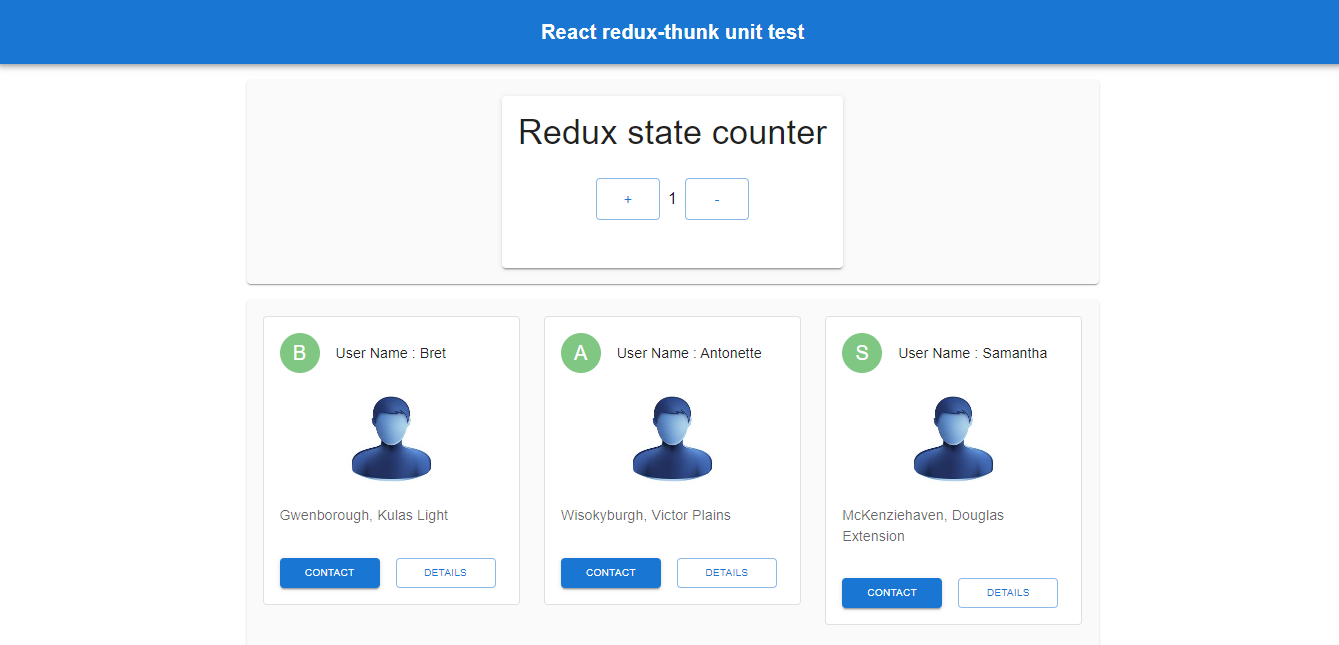 React redux-thunk unit test
Redux state counter
+ 1 -
B User Name : Bret
Gwenborough, Kulas Light
CONTACT DETAILS
A User Name : Antonette
Wisokyburgh, Victor Plains
CONTACT DETAILS
S User Name : Samantha
McKenziehaven, Douglas
Extension
CONTACT DETAILS